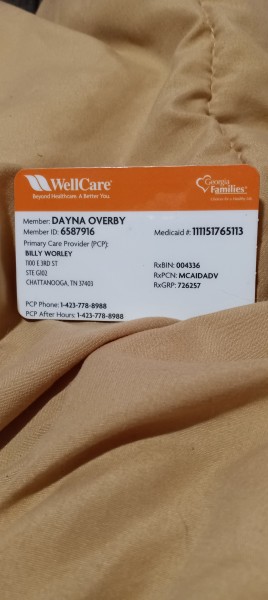 WellCare
Beyond Healthcare. A Better You.
Georgia Families
Member: DAYNA OVERBY
Member ID: 6587916
Medicaid #: 111151765113
Primary Care Provider (PCP):
BILLY WORLEY
1100 E 3RD ST
STE G102
CHATTANOOGA, TN 37403
RxBIN: 004336
RxPCN: MCAIDADV
RxGRP: 726257
PCP Phone: 1-423-778-8988
PCP After Hours: 1-423-778-8988